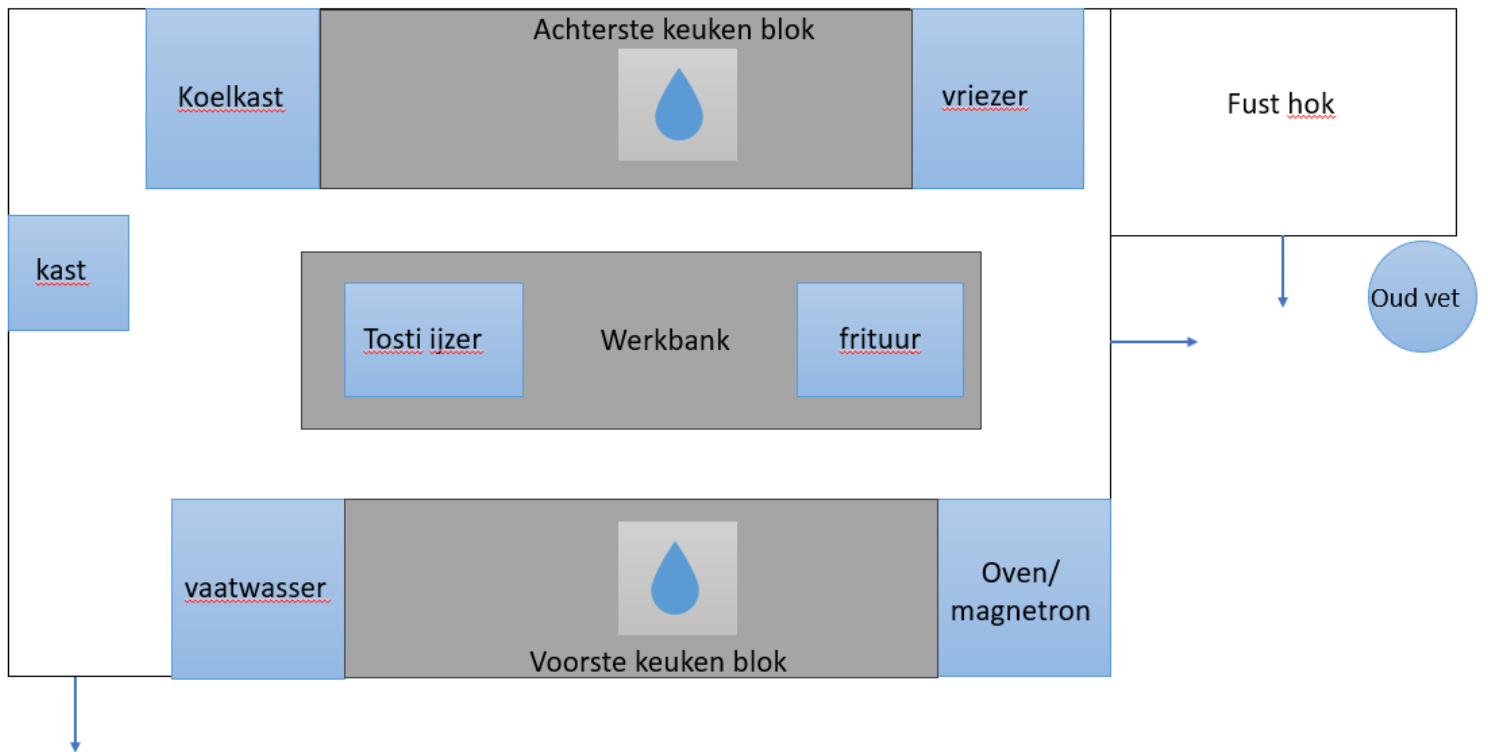 Achterste keuken blok
Koelkast
vriezer
Fust hok
kast
Tosti ijzer
Werkbank
frituur
Oud vet
vaatwasser
Oven/
magnetron
Voorste keuken blok